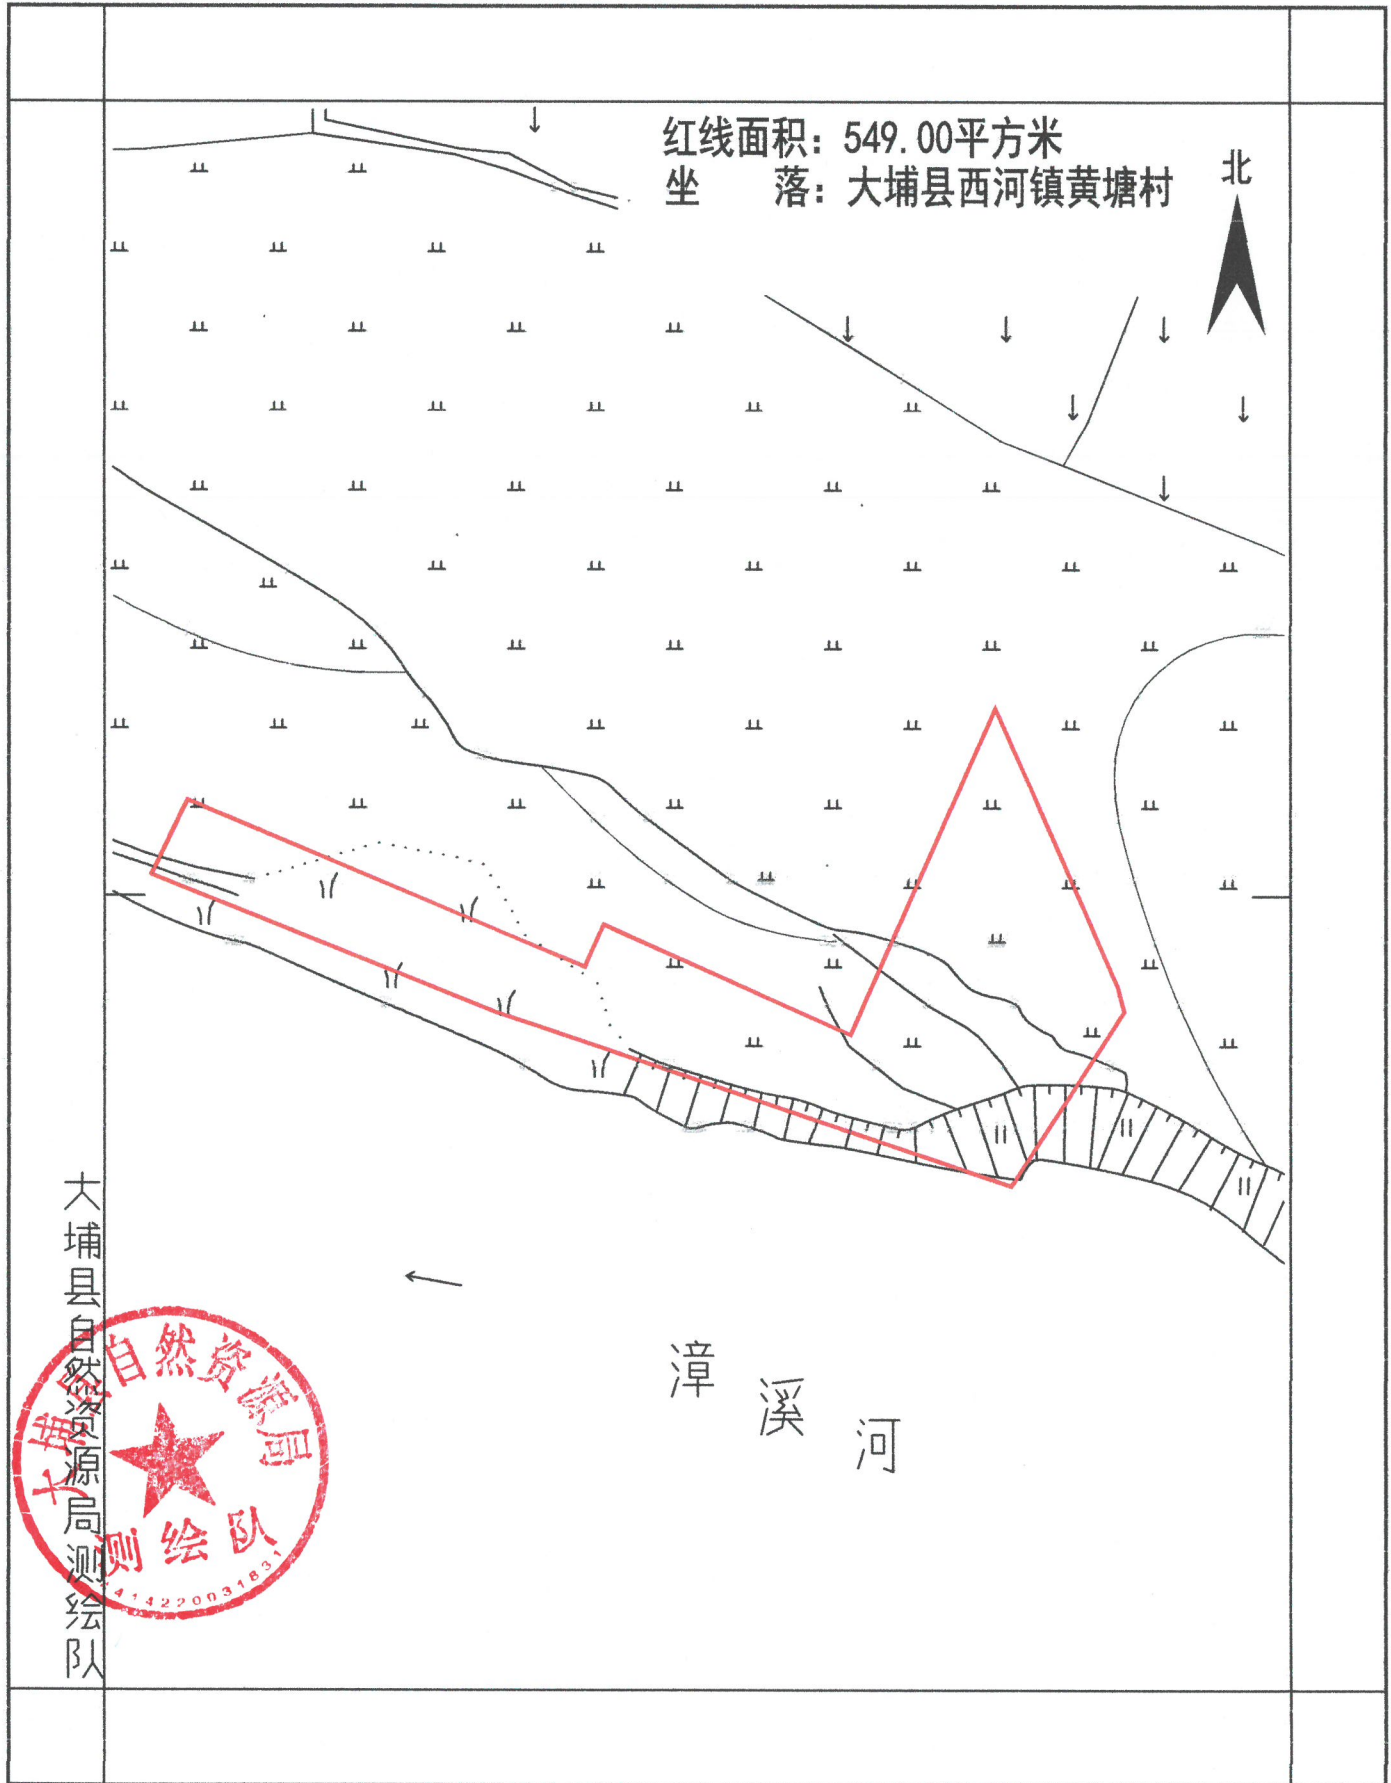 红线面积：549.00平方米
坐　　落：大埔县西河镇黄塘村
北
漳溪河
大埔县自然资源局测绘队
大埔县自然资源局
测绘队
4414220031831